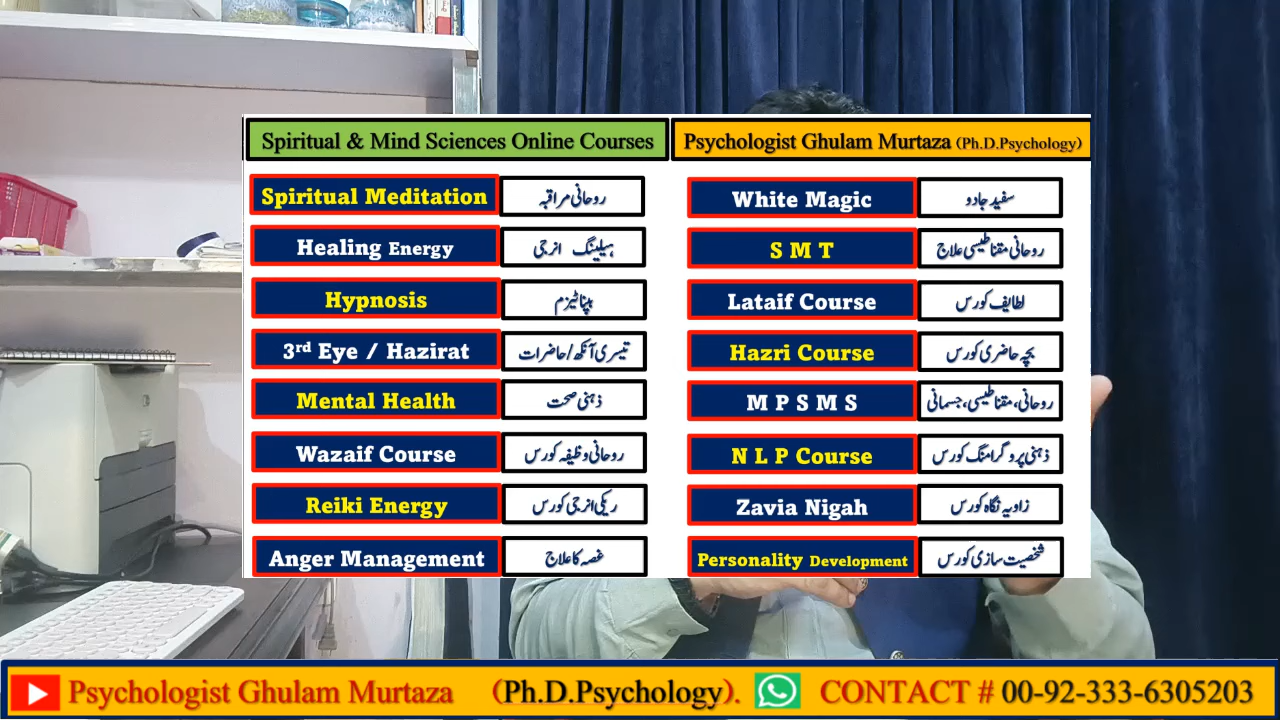 Spiritual & Mind Sciences Online Courses
Psychologist Ghulam Murtaza (Ph.D.Psychology)
Spiritual Meditation روحانی مراقبہ
Healing Energy ہیلینگ انرجی
Hypnosis ہپناٹیزم
3rd Eye / Hazirat تیسری آنکھ/حاضرات
Mental Health ذہنی صحت
Wazaif Course روحانی وظیفہ کورس
Reiki Energy ریکی انرجی کورس
Anger Management غصہ کا علاج
White Magic سفید جادو
S M T روحانی مقناطیسی علاج
Lataif Course لطایف کورس
Hazri Course بچہ حاضری کورس
M P S M S روحانی، مقناطیسی، جسمانی
N L P Course ذہنی پروگرامنگ کورس
Zavia Nigah زاویہ نگاہ کورس
Personality Development شخصیت سازی کورس
Psychologist Ghulam Murtaza (Ph.D.Psychology). CONTACT # 00-92-333-6305203